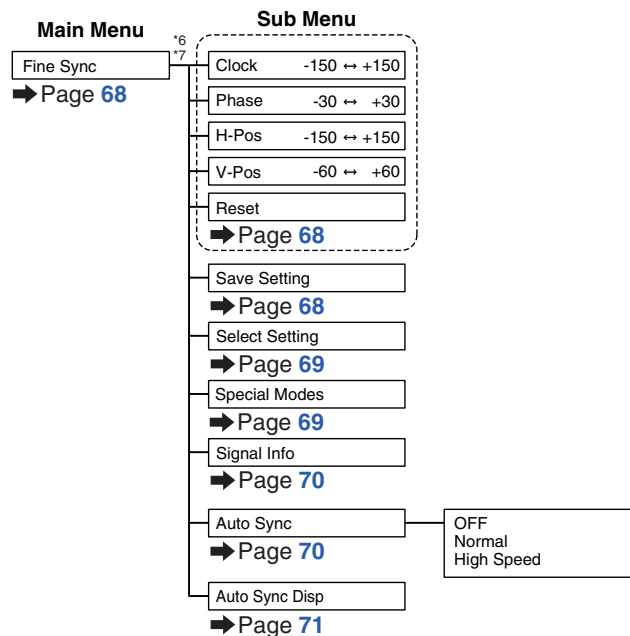 Main Menu
Sub Menu
*6
*7
Fine Sync
➡Page 68
Clock -150 ↔ +150
Phase -30 ↔ +30
H-Pos -150 ↔ +150
V-Pos -60 ↔ +60
Reset
➡Page 68
Save Setting
➡Page 68
Select Setting
➡Page 69
Special Modes
➡Page 69
Signal Info
➡Page 70
Auto Sync
➡Page 70
OFF
Normal
High Speed
Auto Sync Disp
➡Page 71